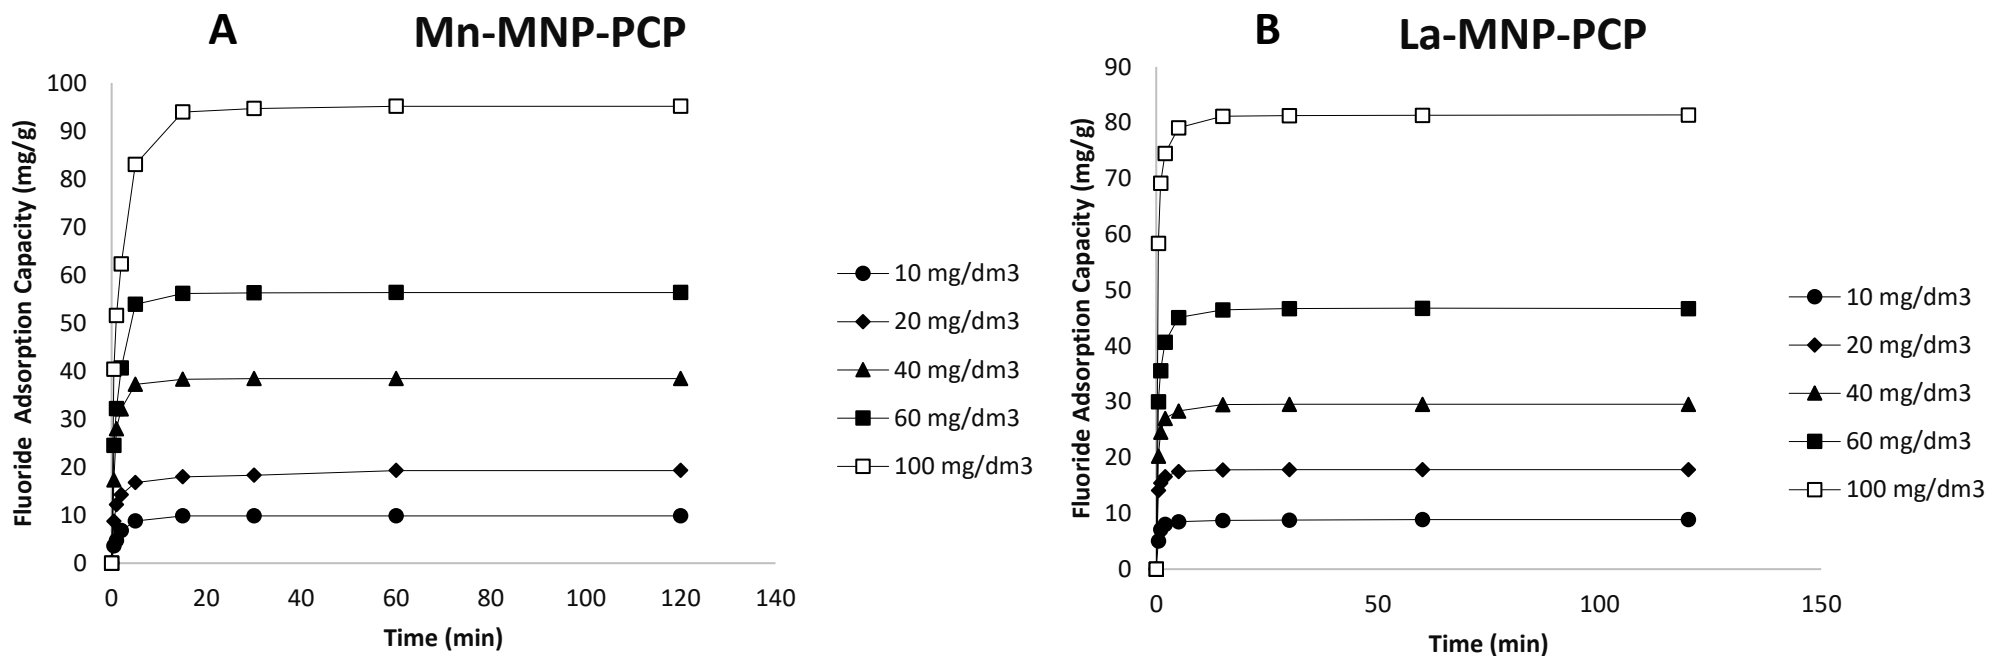 A
Mn-MNP-PCP
Fluoride Adsorption Capacity (mg/g)
100
90
80
70
60
50
40
30
20
10
0
0 20 40 60 80 100 120 140
Time (min)
10 mg/dm3
20 mg/dm3
40 mg/dm3
60 mg/dm3
100 mg/dm3
B
La-MNP-PCP
Fluoride Adsorption Capacity (mg/g)
90
80
70
60
50
40
30
20
10
0
0 50 100 150
Time (min)
10 mg/dm3
20 mg/dm3
40 mg/dm3
60 mg/dm3
100 mg/dm3